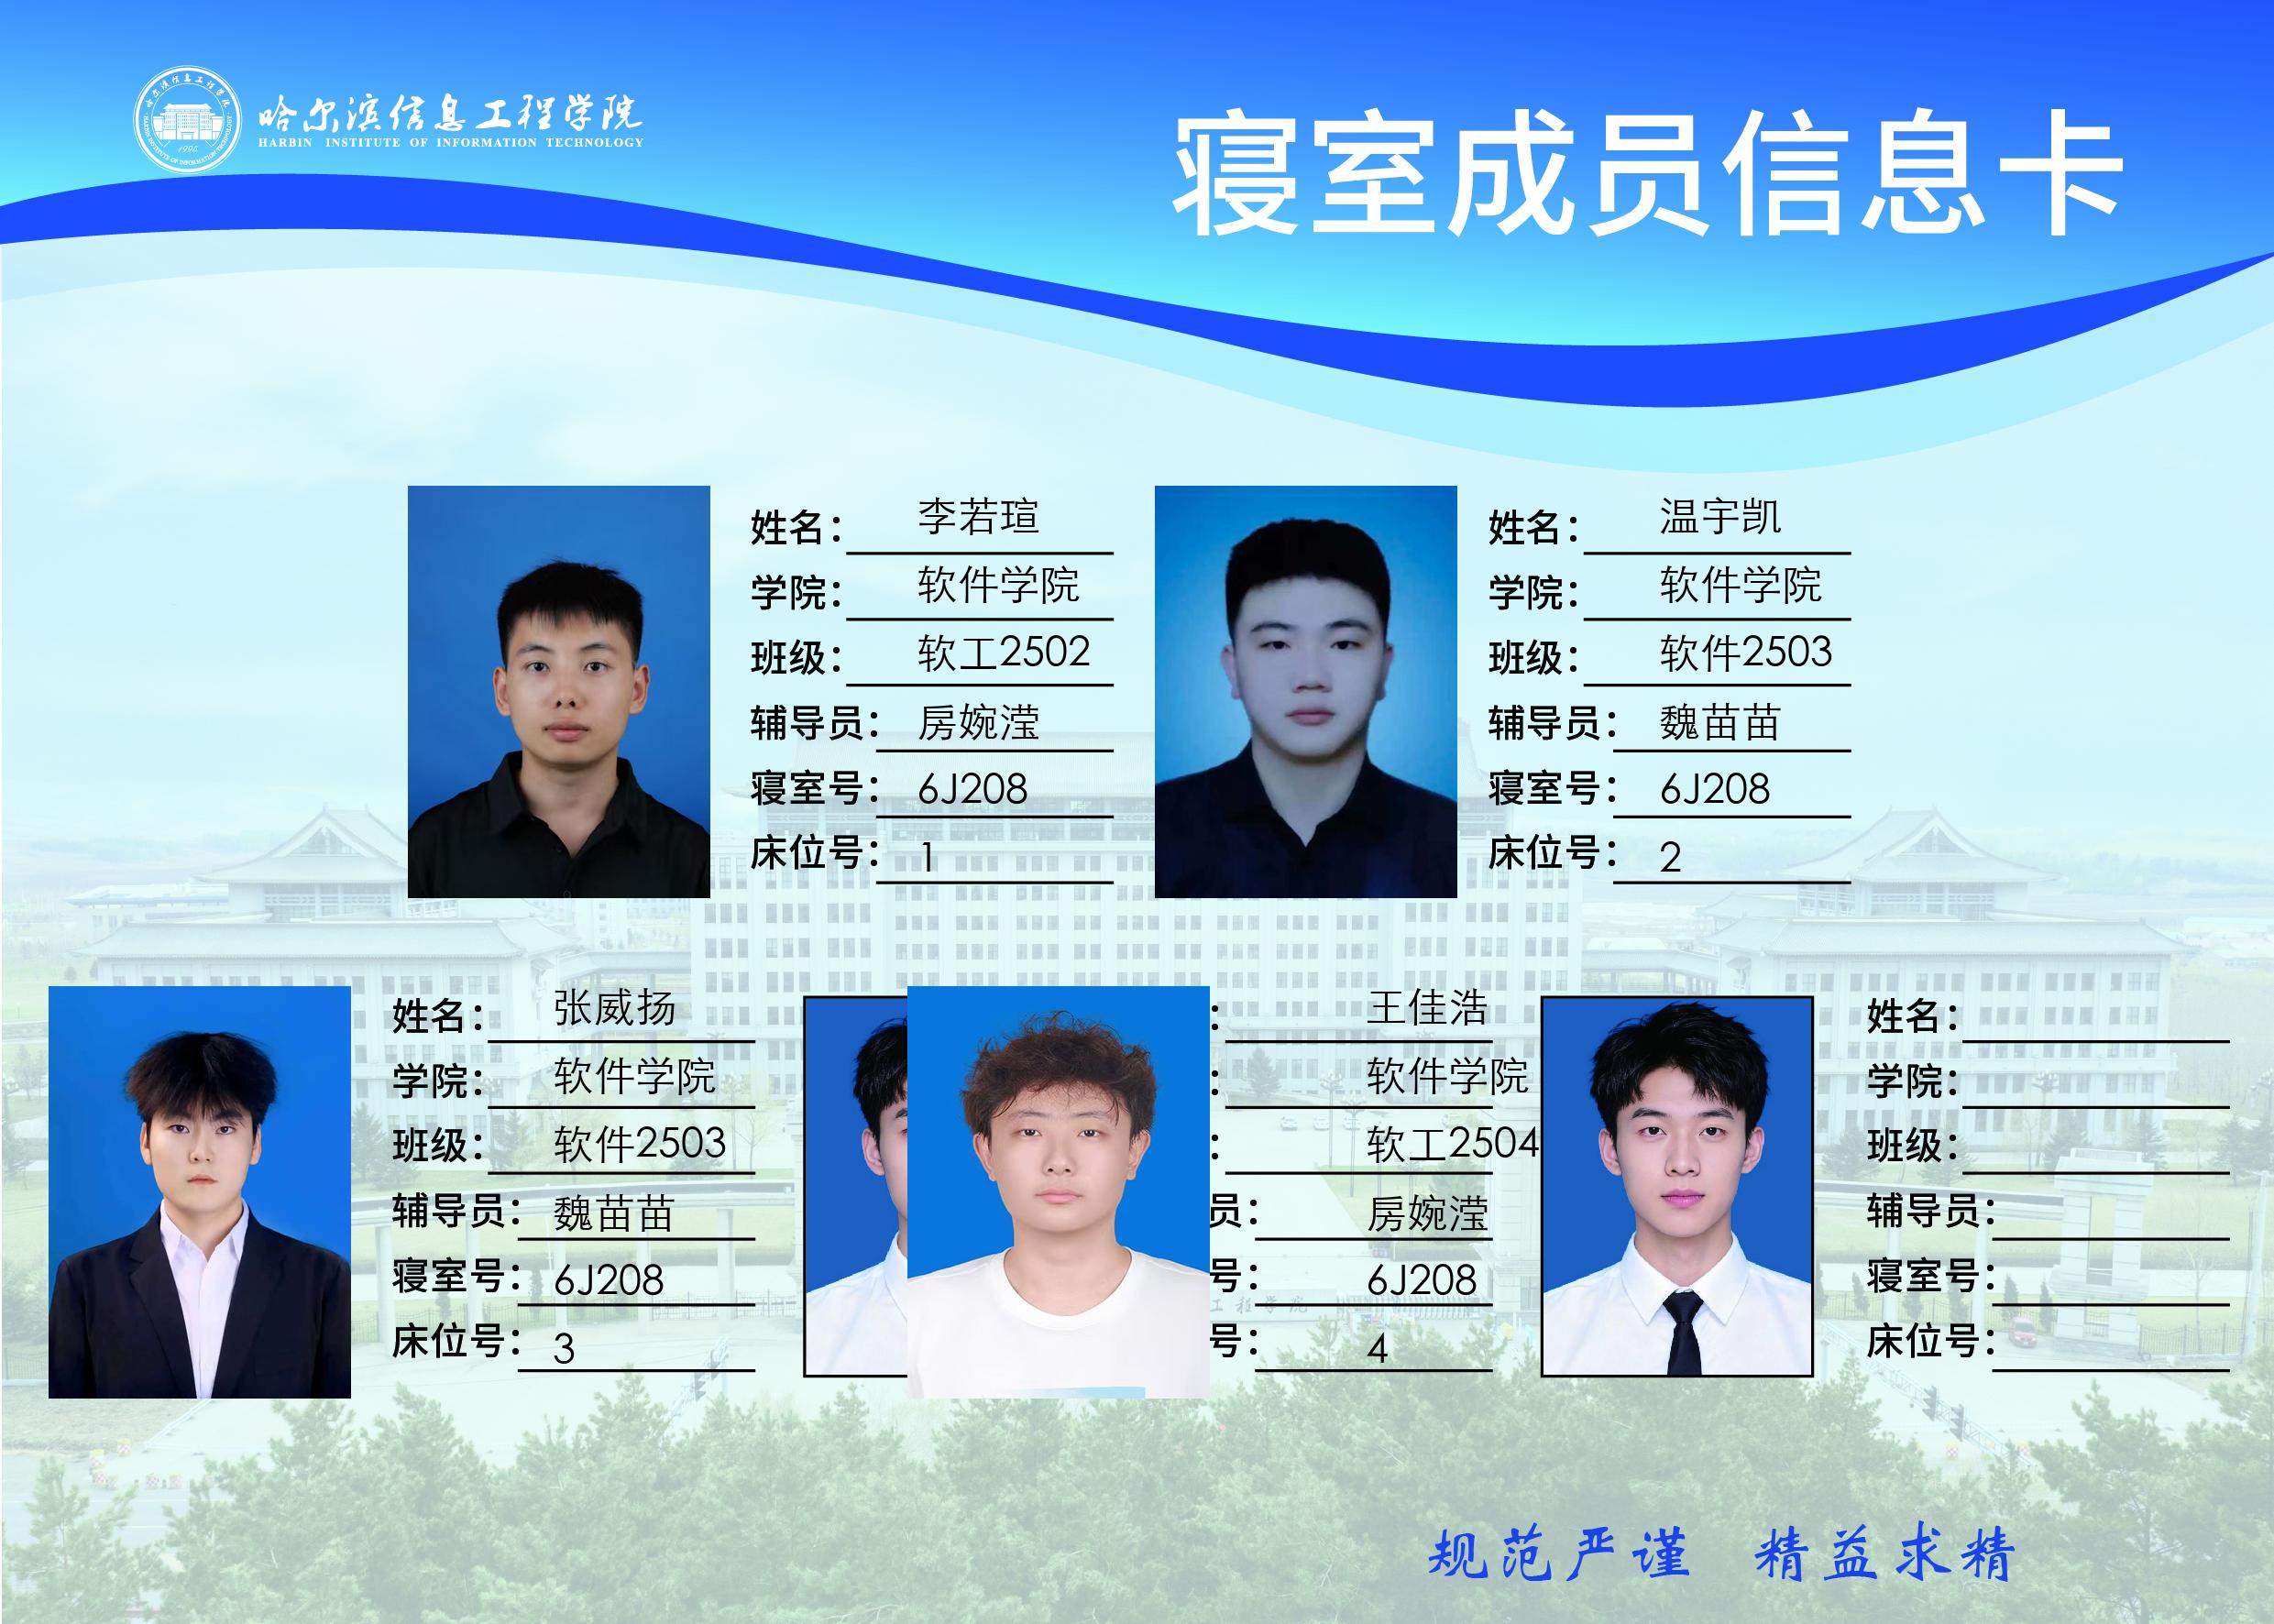 哈尔滨信息工程学院
HARBIN INSTITUTE OF INFORMATION TECHNOLOGY
1995
寝室成员信息卡
姓名： 李若瑄
学院： 软件学院
班级： 软工2502
辅导员： 房婉滢
寝室号： 6J208
床位号： 1
姓名： 温宇凯
学院： 软件学院
班级： 软件2503
辅导员： 魏苗苗
寝室号： 6J208
床位号： 2
姓名： 张威扬
学院： 软件学院
班级： 软件2503
辅导员： 魏苗苗
寝室号： 6J208
床位号： 3
： 王佳浩
： 软件学院
： 软工2504
员： 房婉滢
号： 6J208
号： 4
姓名：
学院：
班级：
辅导员：
寝室号：
床位号：
工程学院
规范严谨 精益求精